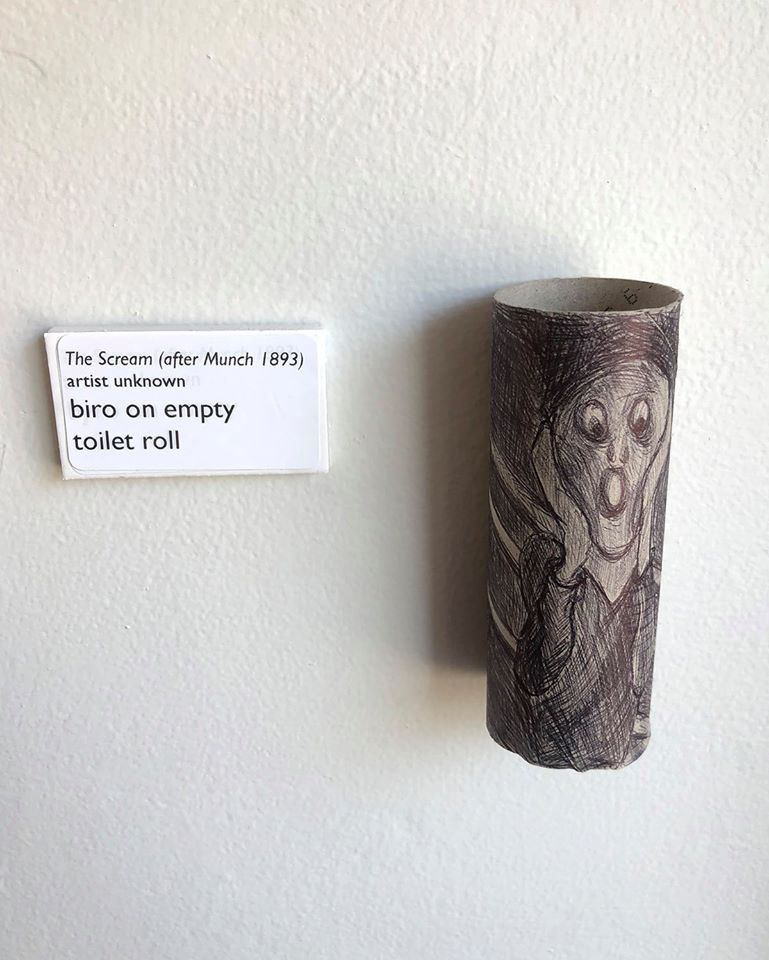 The Scream (after Munch 1893)
artist unknown
biro on empty
toilet roll